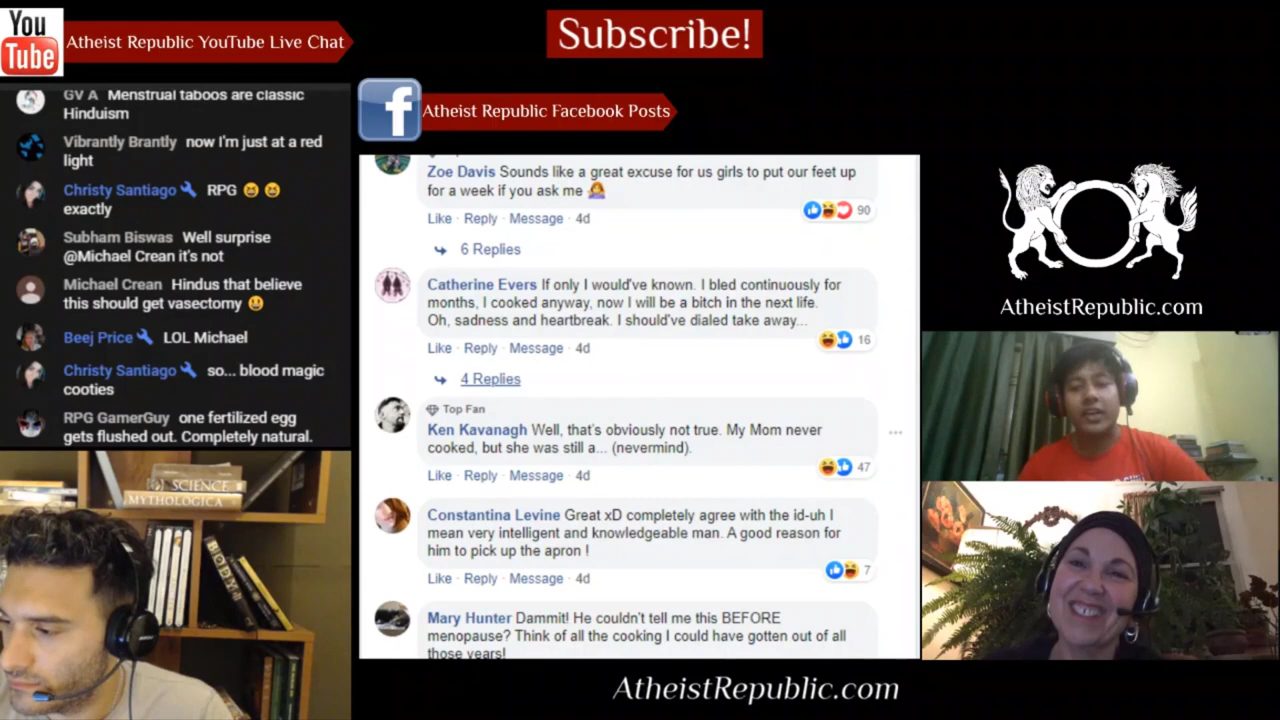 You
Tube
Atheist Republic YouTube Live Chat
Subscribe!
GV A Menstrual taboos are classic
Hinduism
Vibrantly Brantly now I'm just at a red
light
Christy Santiago RPG 😆 😆
exactly
Subham Biswas Well surprise
@Michael Crean it's not
Michael Crean Hindus that believe
this should get vasectomy 😃
Beej Price LOL Michael
Christy Santiago so... blood magic
cooties
RPG GamerGuy one fertilized egg
gets flushed out. Completely natural.
f
Atheist Republic Facebook Posts
Zoe Davis Sounds like a great excuse for us girls to put our feet up
for a week if you ask me 🤷‍♀️
90
Like · Reply · Message · 4d
6 Replies
Catherine Evers If only I would've known. I bled continuously for
months, I cooked anyway, now I will be a bitch in the next life.
Oh, sadness and heartbreak. I should've dialed take away...
16
Like · Reply · Message · 4d
4 Replies
Top Fan
Ken Kavanagh Well, that's obviously not true. My Mom never
cooked, but she was still a... (nevermind).
47
Like · Reply · Message · 4d
Constantina Levine Great xD completely agree with the id-uh I
mean very intelligent and knowledgeable man. A good reason for
him to pick up the apron !
7
Like · Reply · Message · 4d
Mary Hunter Dammit! He couldn't tell me this BEFORE
menopause? Think of all the cooking I could have gotten out of all
those years!
AtheistRepublic.com
SCIENCE
MYTHOLOGICA
BODY
AtheistRepublic.com